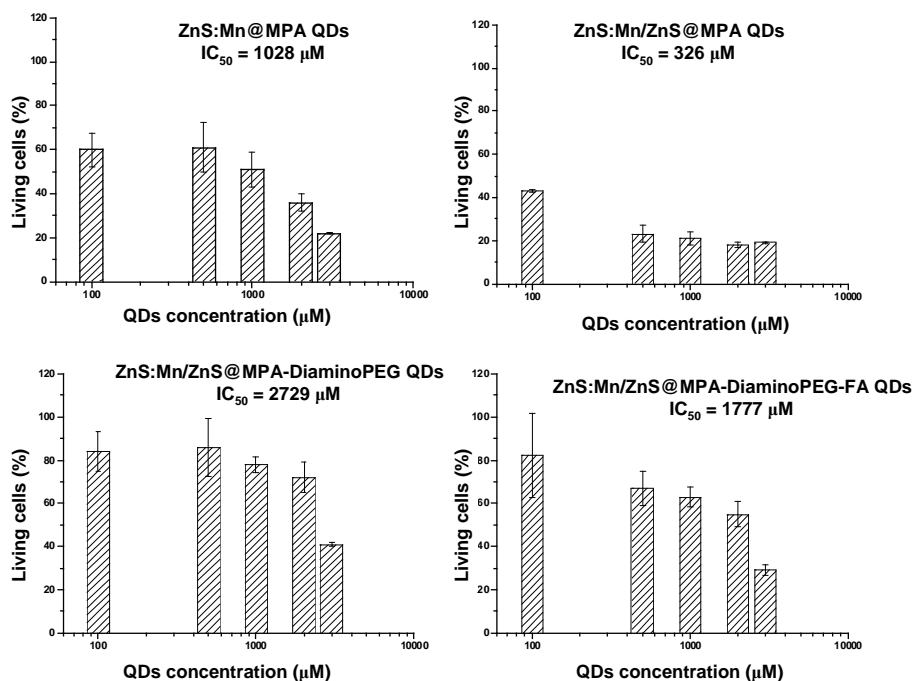 ZnS:Mn@MPA QDs
IC50 = 1028 μM
Living cells (%)
120
100
80
60
40
20
0
100
1000
10000
QDs concentration (μM)
ZnS:Mn/ZnS@MPA QDs
IC50 = 326 μM
Living cells (%)
120
100
80
60
40
20
0
100
1000
10000
QDs concentration (μM)
ZnS:Mn/ZnS@MPA-DiaminoPEG QDs
IC50 = 2729 μM
Living cells (%)
120
100
80
60
40
20
0
100
1000
10000
QDs concentration (μM)
ZnS:Mn/ZnS@MPA-DiaminoPEG-FA QDs
IC50 = 1777 μM
Living cells (%)
120
100
80
60
40
20
0
100
1000
10000
QDs concentration (μM)